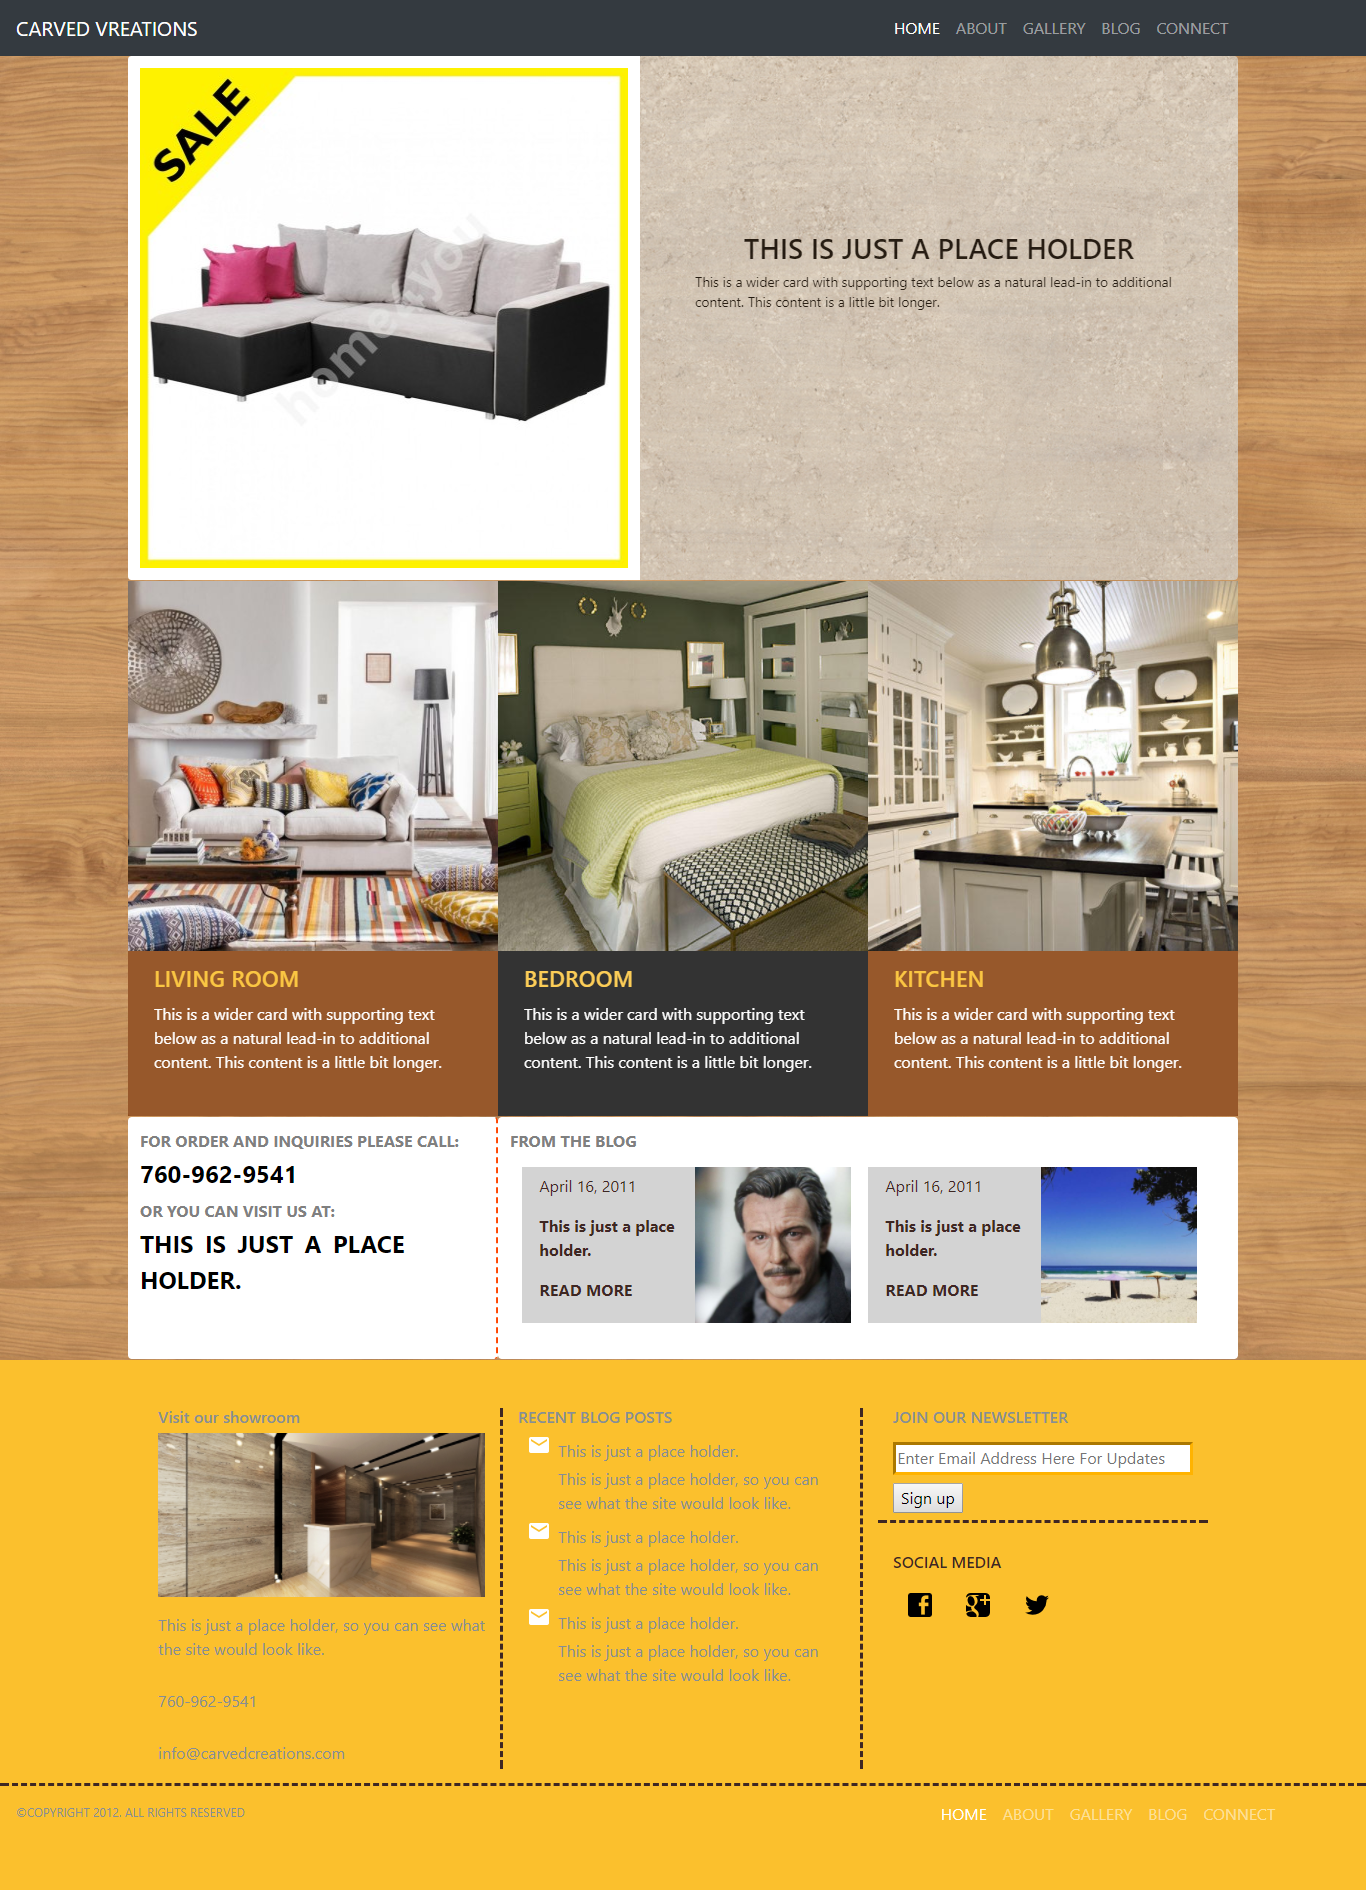 CARVED VREATIONS
HOME ABOUT GALLERY BLOG CONNECT
SALE
home4you
THIS IS JUST A PLACE HOLDER
This is a wider card with supporting text below as a natural lead-in to additional
content. This content is a little bit longer.
LIVING ROOM
This is a wider card with supporting text
below as a natural lead-in to additional
content. This content is a little bit longer.
BEDROOM
This is a wider card with supporting text
below as a natural lead-in to additional
content. This content is a little bit longer.
KITCHEN
This is a wider card with supporting text
below as a natural lead-in to additional
content. This content is a little bit longer.
FOR ORDER AND INQUIRIES PLEASE CALL:
760-962-9541
OR YOU CAN VISIT US AT:
THIS IS JUST A PLACE
HOLDER.
FROM THE BLOG
April 16, 2011
This is just a place
holder.
READ MORE
April 16, 2011
This is just a place
holder.
READ MORE
Visit our showroom
This is just a place holder, so you can see what
the site would look like.
760-962-9541
info@carvedcreations.com
RECENT BLOG POSTS
This is just a place holder.
This is just a place holder, so you can
see what the site would look like.
This is just a place holder.
This is just a place holder, so you can
see what the site would look like.
This is just a place holder.
This is just a place holder, so you can
see what the site would look like.
JOIN OUR NEWSLETTER
Enter Email Address Here For Updates
Sign up
SOCIAL MEDIA
©COPYRIGHT 2012. ALL RIGHTS RESERVED
HOME ABOUT GALLERY BLOG CONNECT